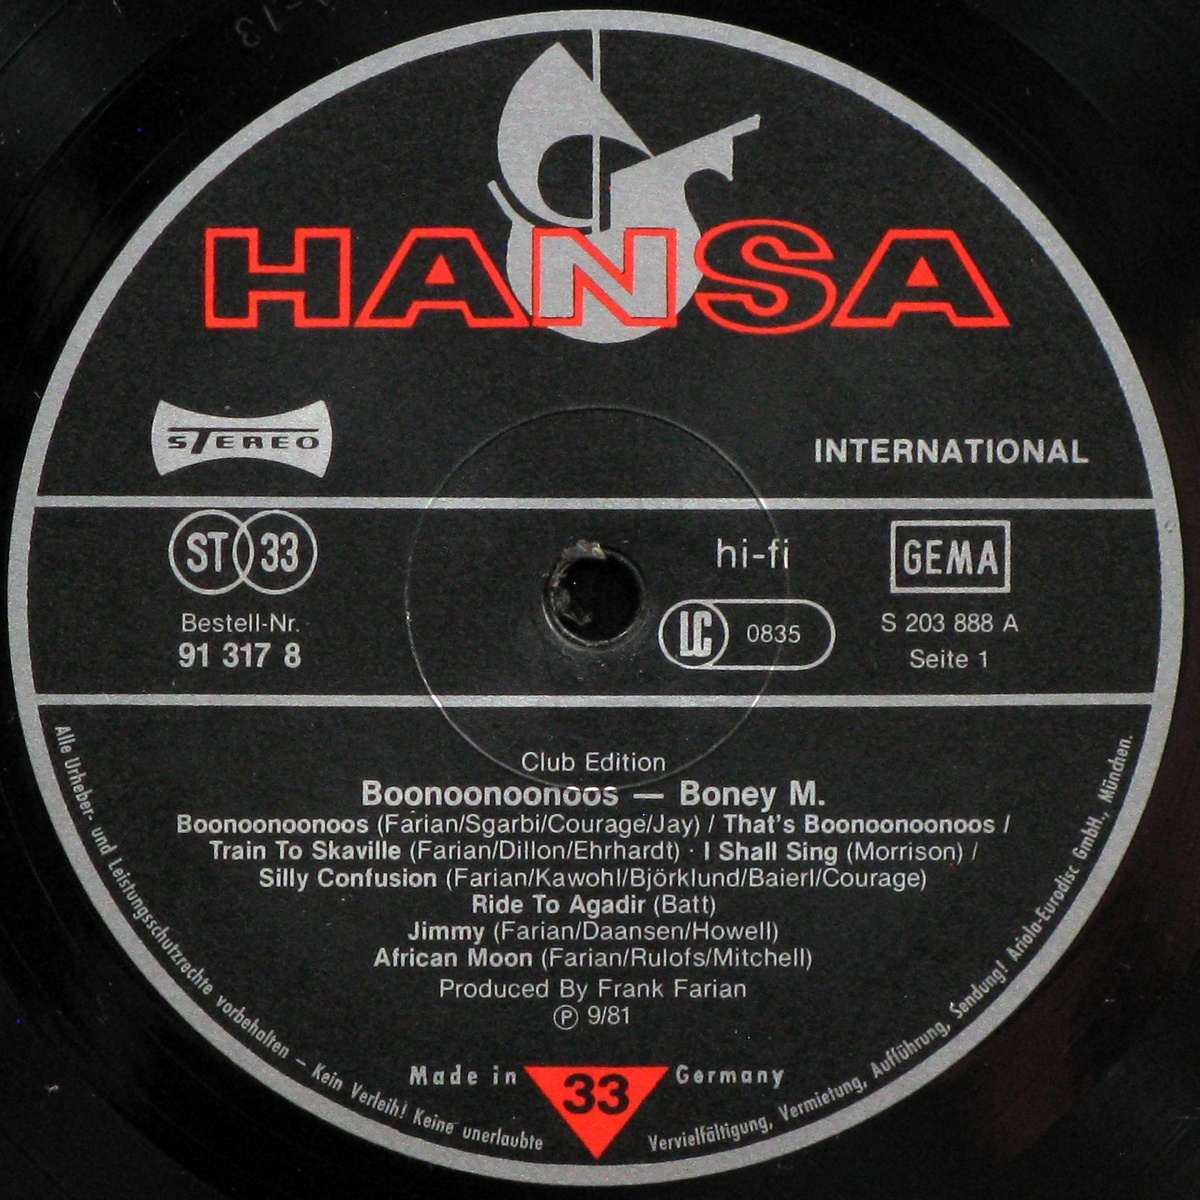 HANSA
STEREO
INTERNATIONAL
ST 33
hi-fi
GEMA
Bestell-Nr.
91 317 8
LC 0835
S 203 888 A
Seite 1
Club Edition
Boonoonoonoos — Boney M.
Boonoonoonoos (Farian/Sgarbi/Courage/Jay) / That's Boonoonoonoos /
Train To Skaville (Farian/Dillon/Ehrhardt) · I Shall Sing (Morrison) /
Silly Confusion (Farian/Kawohl/Björklund/Baierl/Courage)
Ride To Agadir (Batt)
Jimmy (Farian/Daansen/Howell)
African Moon (Farian/Rulofs/Mitchell)
Produced By Frank Farian
Ⓟ 9/81
Made in 33 Germany
Alle Urheber- und Leistungsschutzrechte vorbehalten – Kein Verleih! Keine unerlaubte Vervielfältigung, Vermietung, Aufführung, Sendung! Ariola-Eurodisc GmbH, München.